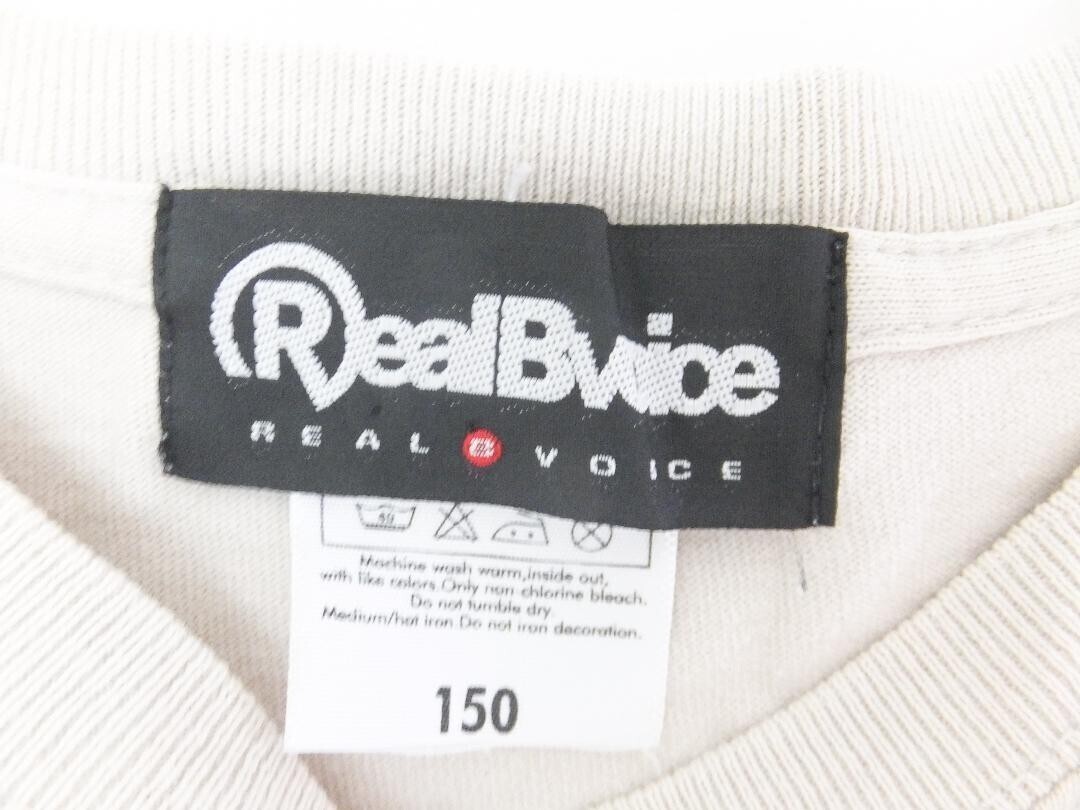 RealBvoice
REAL B VOICE
40
Machine wash warm,inside out,
with like colors.Only non chlorine bleach.
Do not tumble dry.
Medium/hot iron.Do not iron decoration.
150